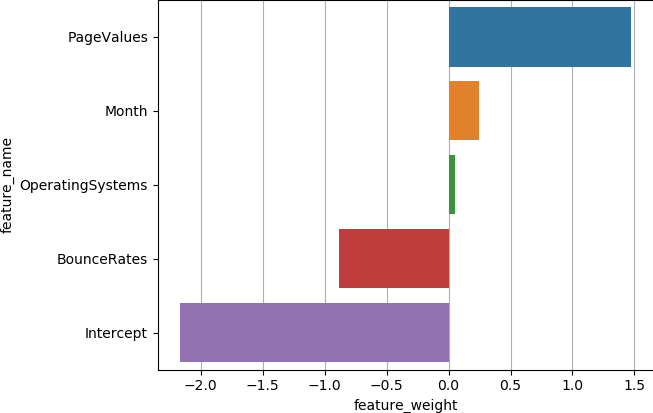 feature_name
PageValues
Month
OperatingSystems
BounceRates
Intercept
−2.0 −1.5 −1.0 −0.5 0.0 0.5 1.0 1.5
feature_weight